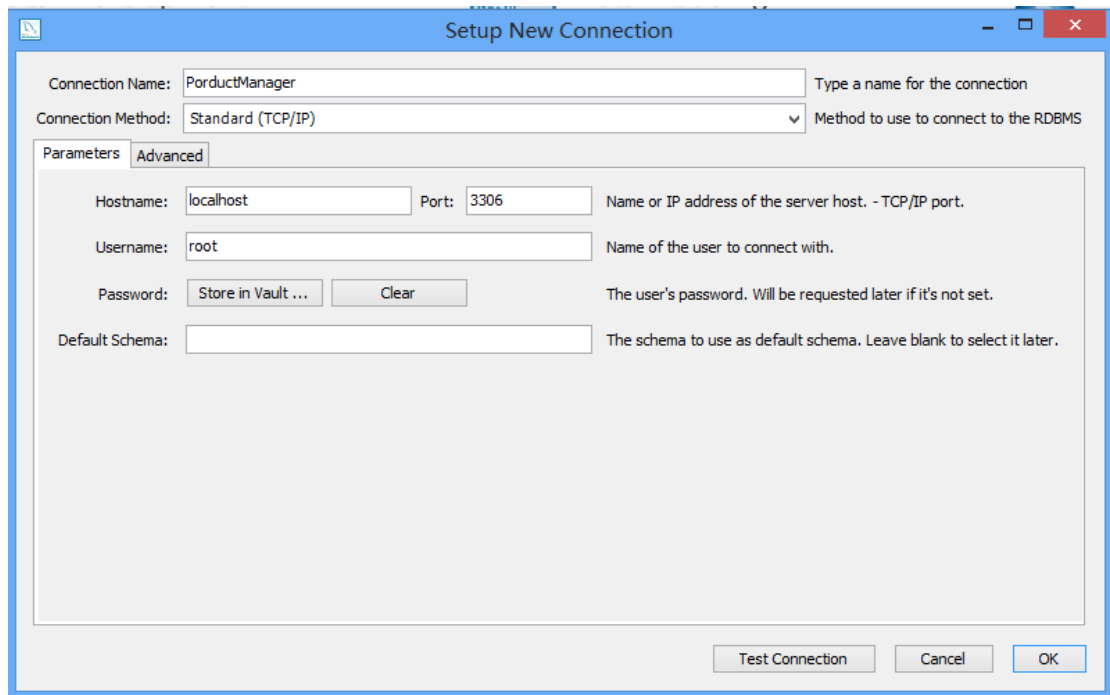 Setup New Connection
Connection Name: PorductManager Type a name for the connection
Connection Method: Standard (TCP/IP) Method to use to connect to the RDBMS
Parameters Advanced
Hostname: localhost Port: 3306 Name or IP address of the server host. - TCP/IP port.
Username: root Name of the user to connect with.
Password: Store in Vault ... Clear The user's password. Will be requested later if it's not set.
Default Schema: The schema to use as default schema. Leave blank to select it later.
Test Connection Cancel OK